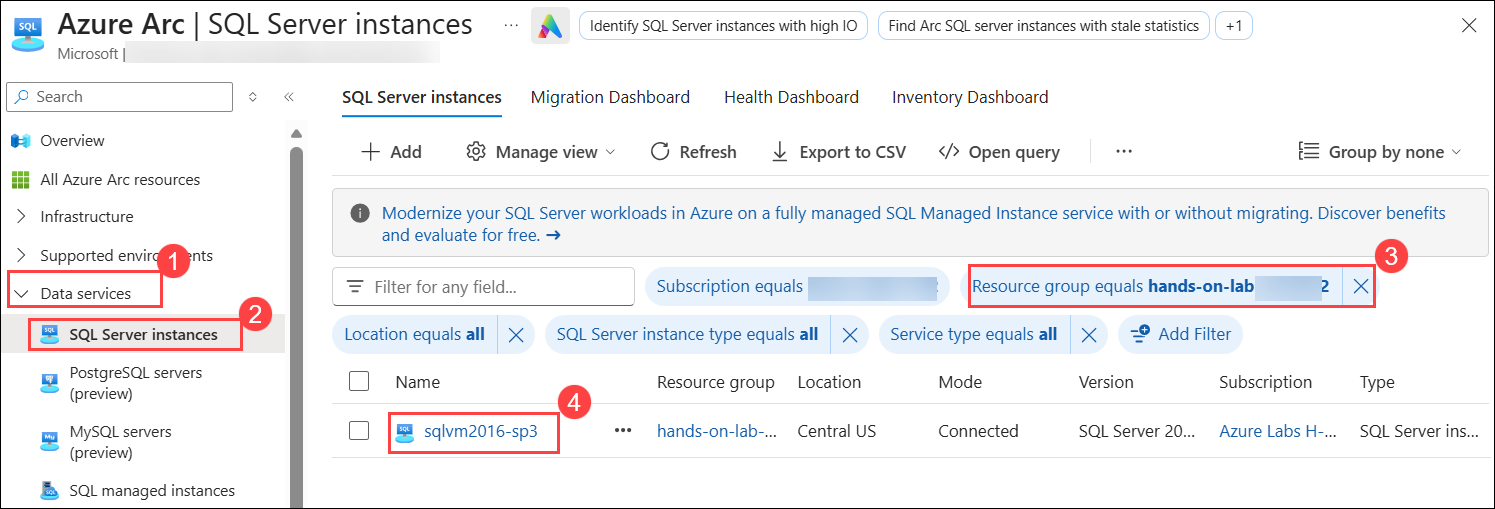 Azure Arc | SQL Server instances
...
Identify SQL Server instances with high IO
Find Arc SQL server instances with stale statistics
+1
Microsoft |
Search
SQL Server instances
Migration Dashboard
Health Dashboard
Inventory Dashboard
Overview
All Azure Arc resources
Infrastructure
Supported environments
1
Data services
2
SQL Server instances
PostgreSQL servers
(preview)
MySQL servers
(preview)
SQL managed instances
Add
Manage view
Refresh
Export to CSV
Open query
...
Group by none
Modernize your SQL Server workloads in Azure on a fully managed SQL Managed Instance service with or without migrating. Discover benefits
and evaluate for free. →
3
Filter for any field...
Subscription equals
Resource group equals hands-on-lab 2
Location equals all
SQL Server instance type equals all
Service type equals all
Add Filter
Name
Resource group
Location
Mode
Version
Subscription
Type
4
sqlvm2016-sp3
...
hands-on-lab-...
Central US
Connected
SQL Server 20...
Azure Labs H-...
SQL Server ins...